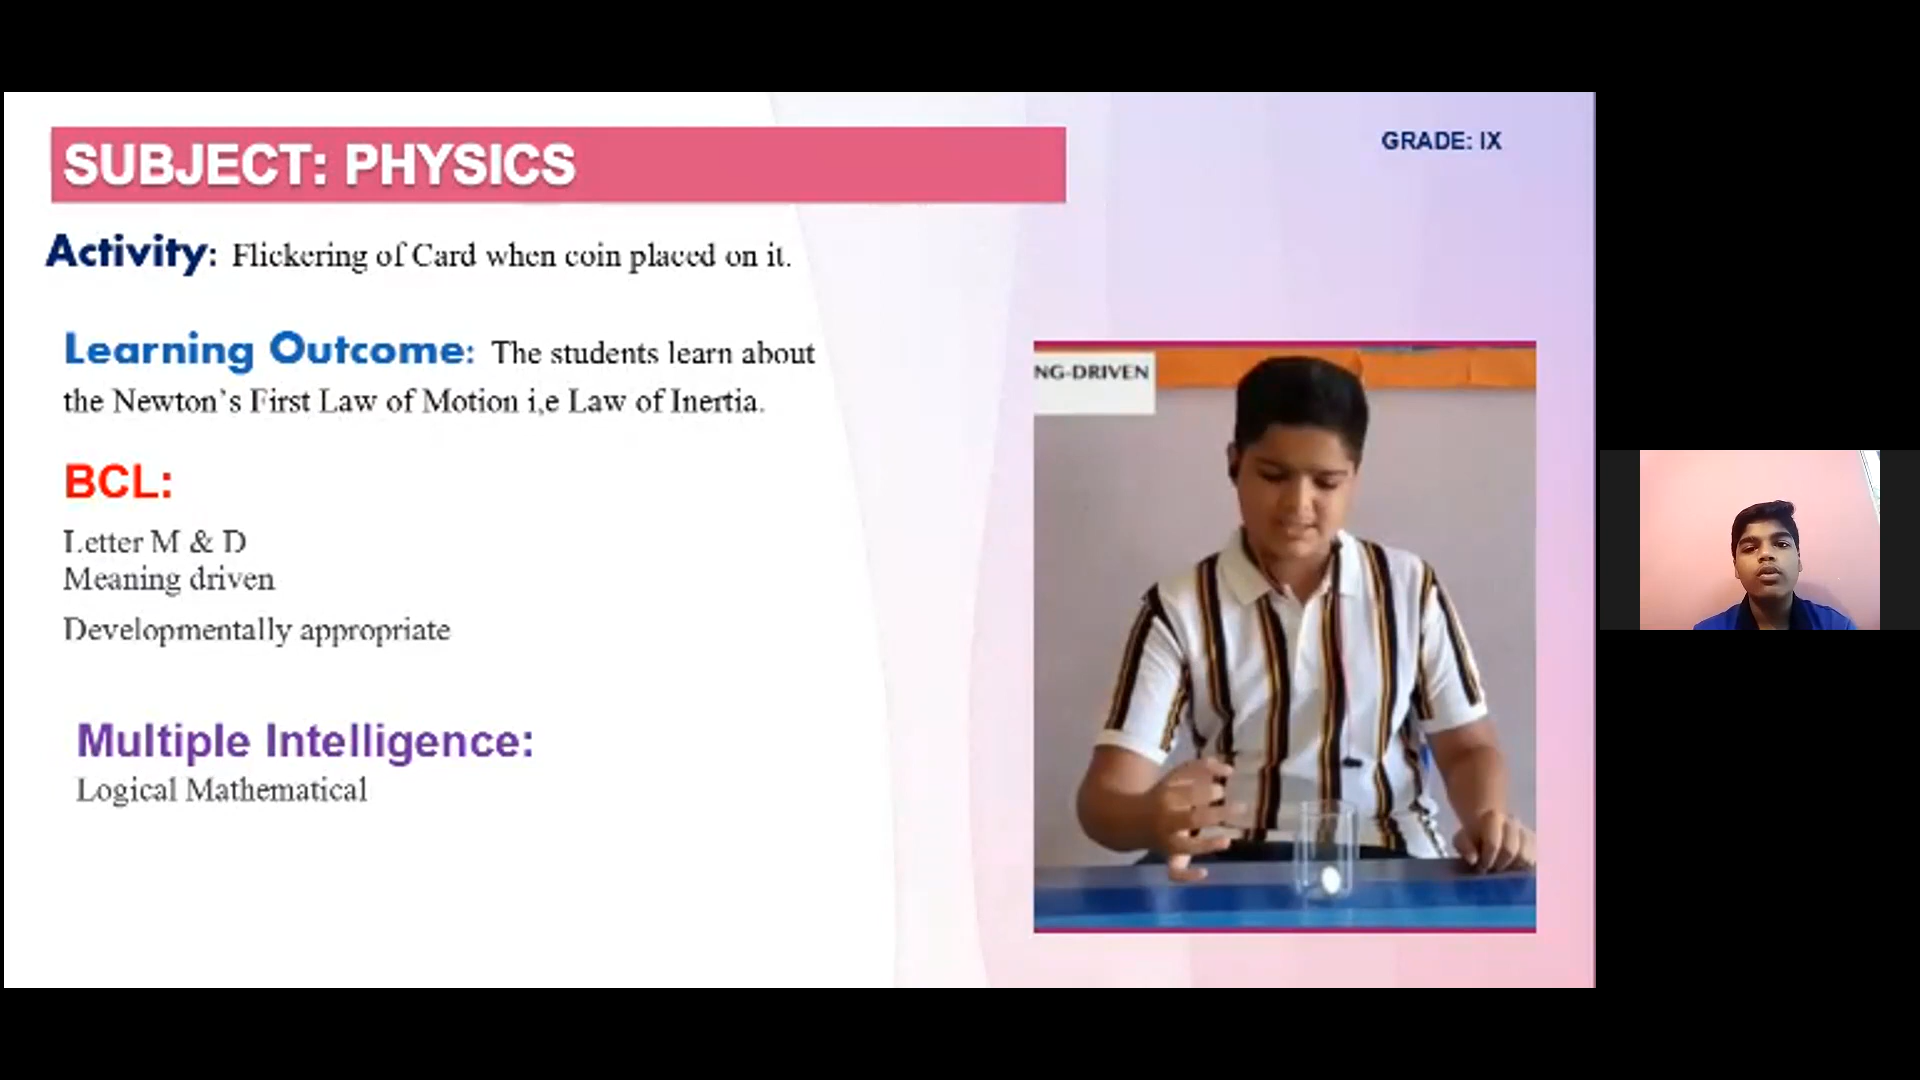 SUBJECT: PHYSICS
GRADE: IX
Activity: Flickering of Card when coin placed on it.
Learning Outcome: The students learn about
the Newton's First Law of Motion i,e Law of Inertia.
BCL:
Letter M & D
Meaning driven
Developmentally appropriate
Multiple Intelligence:
Logical Mathematical
NG-DRIVEN